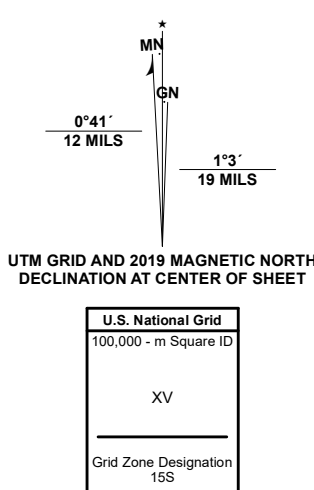 ★
MN
GN
0°41´
12 MILS
1°3´
19 MILS
UTM GRID AND 2019 MAGNETIC NORTH
DECLINATION AT CENTER OF SHEET
U.S. National Grid
100,000 - m Square ID
XV
Grid Zone Designation
15S